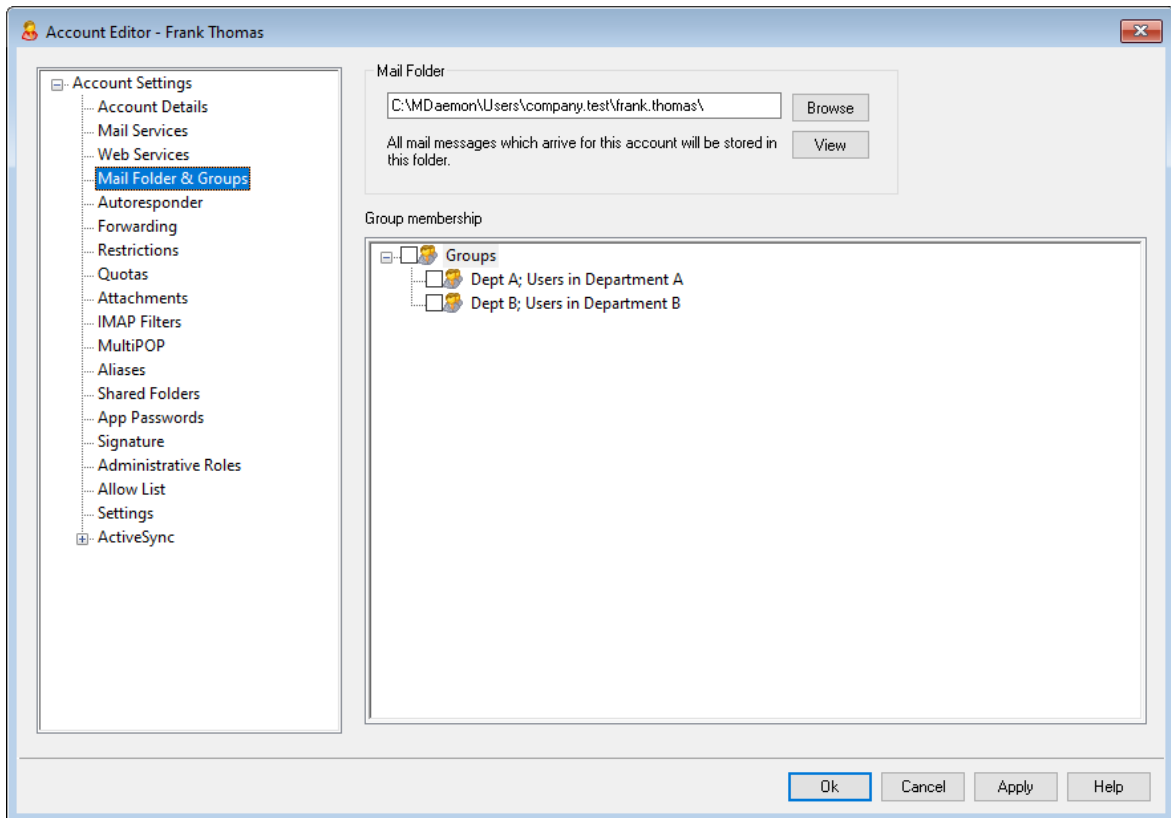 Account Editor - Frank Thomas
Account Settings
Account Details
Mail Services
Web Services
Mail Folder & Groups
Autoresponder
Forwarding
Restrictions
Quotas
Attachments
IMAP Filters
MultiPOP
Aliases
Shared Folders
App Passwords
Signature
Administrative Roles
Allow List
Settings
ActiveSync
Mail Folder
C:\MDaemon\Users\company.test\frank.thomas\
Browse
All mail messages which arrive for this account will be stored in
this folder.
View
Group membership
Groups
Dept A; Users in Department A
Dept B; Users in Department B
Ok
Cancel
Apply
Help